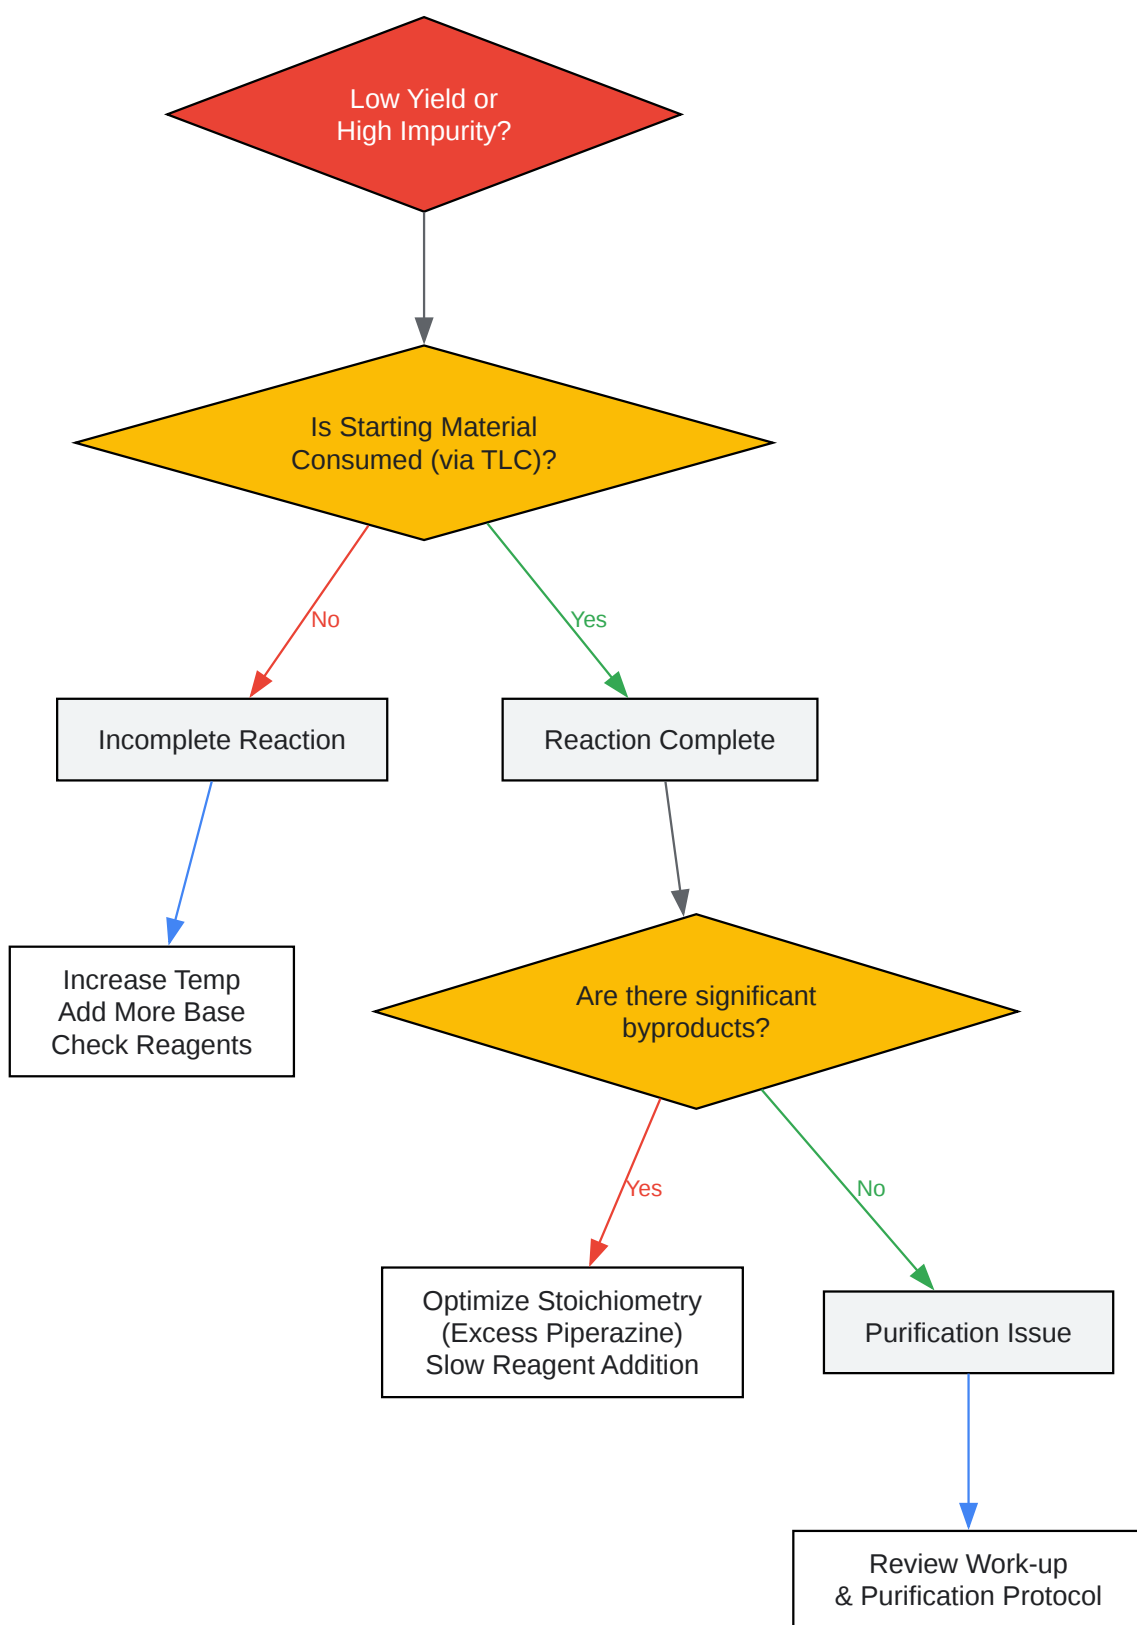 Low Yield or
High Impurity?
Is Starting Material
Consumed (via TLC)?
No
Yes
Incomplete Reaction
Reaction Complete
Increase Temp
Add More Base
Check Reagents
Are there significant
byproducts?
Yes
No
Optimize Stoichiometry
(Excess Piperazine)
Slow Reagent Addition
Purification Issue
Review Work-up
& Purification Protocol